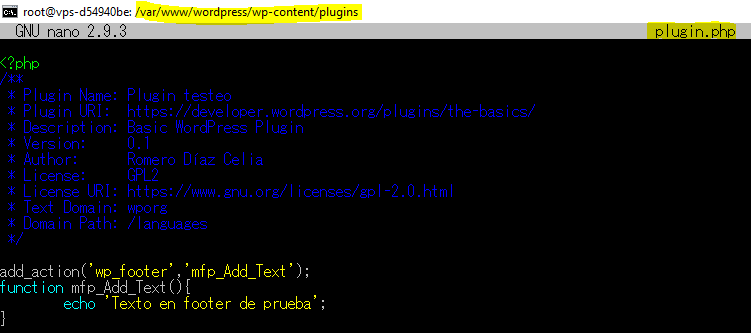 root@vps-d54940be: /var/www/wordpress/wp-content/plugins
GNU nano 2.9.3 plugin.php
<?php
/**
* Plugin Name: Plugin testeo
* Plugin URI: https://developer.wordpress.org/plugins/the-basics/
* Description: Basic WordPress Plugin
* Version: 0.1
* Author: Romero Díaz Celia
* License: GPL2
* License URI: https://www.gnu.org/licenses/gpl-2.0.html
* Text Domain: wporg
* Domain Path: /languages
*/
add_action('wp_footer','mfp_Add_Text');
function mfp_Add_Text(){
echo 'Texto en footer de prueba';
}